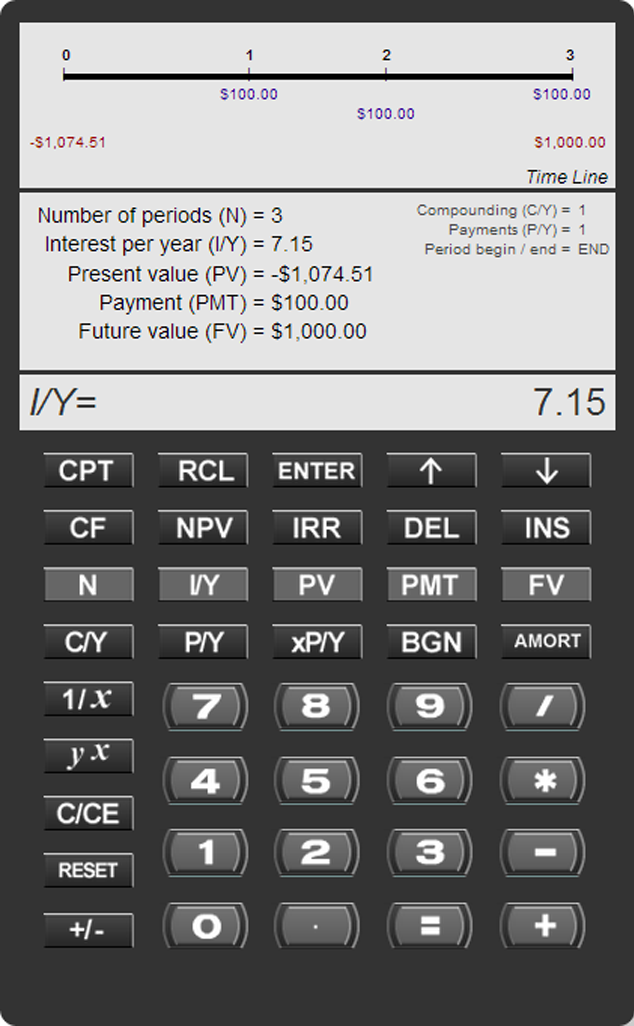 0 1 2 3
$100.00 $100.00
$100.00
-$1,074.51 $1,000.00
Time Line
Number of periods (N) = 3
Interest per year (I/Y) = 7.15
Present value (PV) = -$1,074.51
Payment (PMT) = $100.00
Future value (FV) = $1,000.00
Compounding (C/Y) = 1
Payments (P/Y) = 1
Period begin / end = END
I/Y= 7.15
CPT RCL ENTER ↑ ↓
CF NPV IRR DEL INS
N I/Y PV PMT FV
C/Y P/Y xP/Y BGN AMORT
1/x 7 8 9 /
y x 4 5 6 *
C/CE 1 2 3 -
RESET
+/- 0 . = +